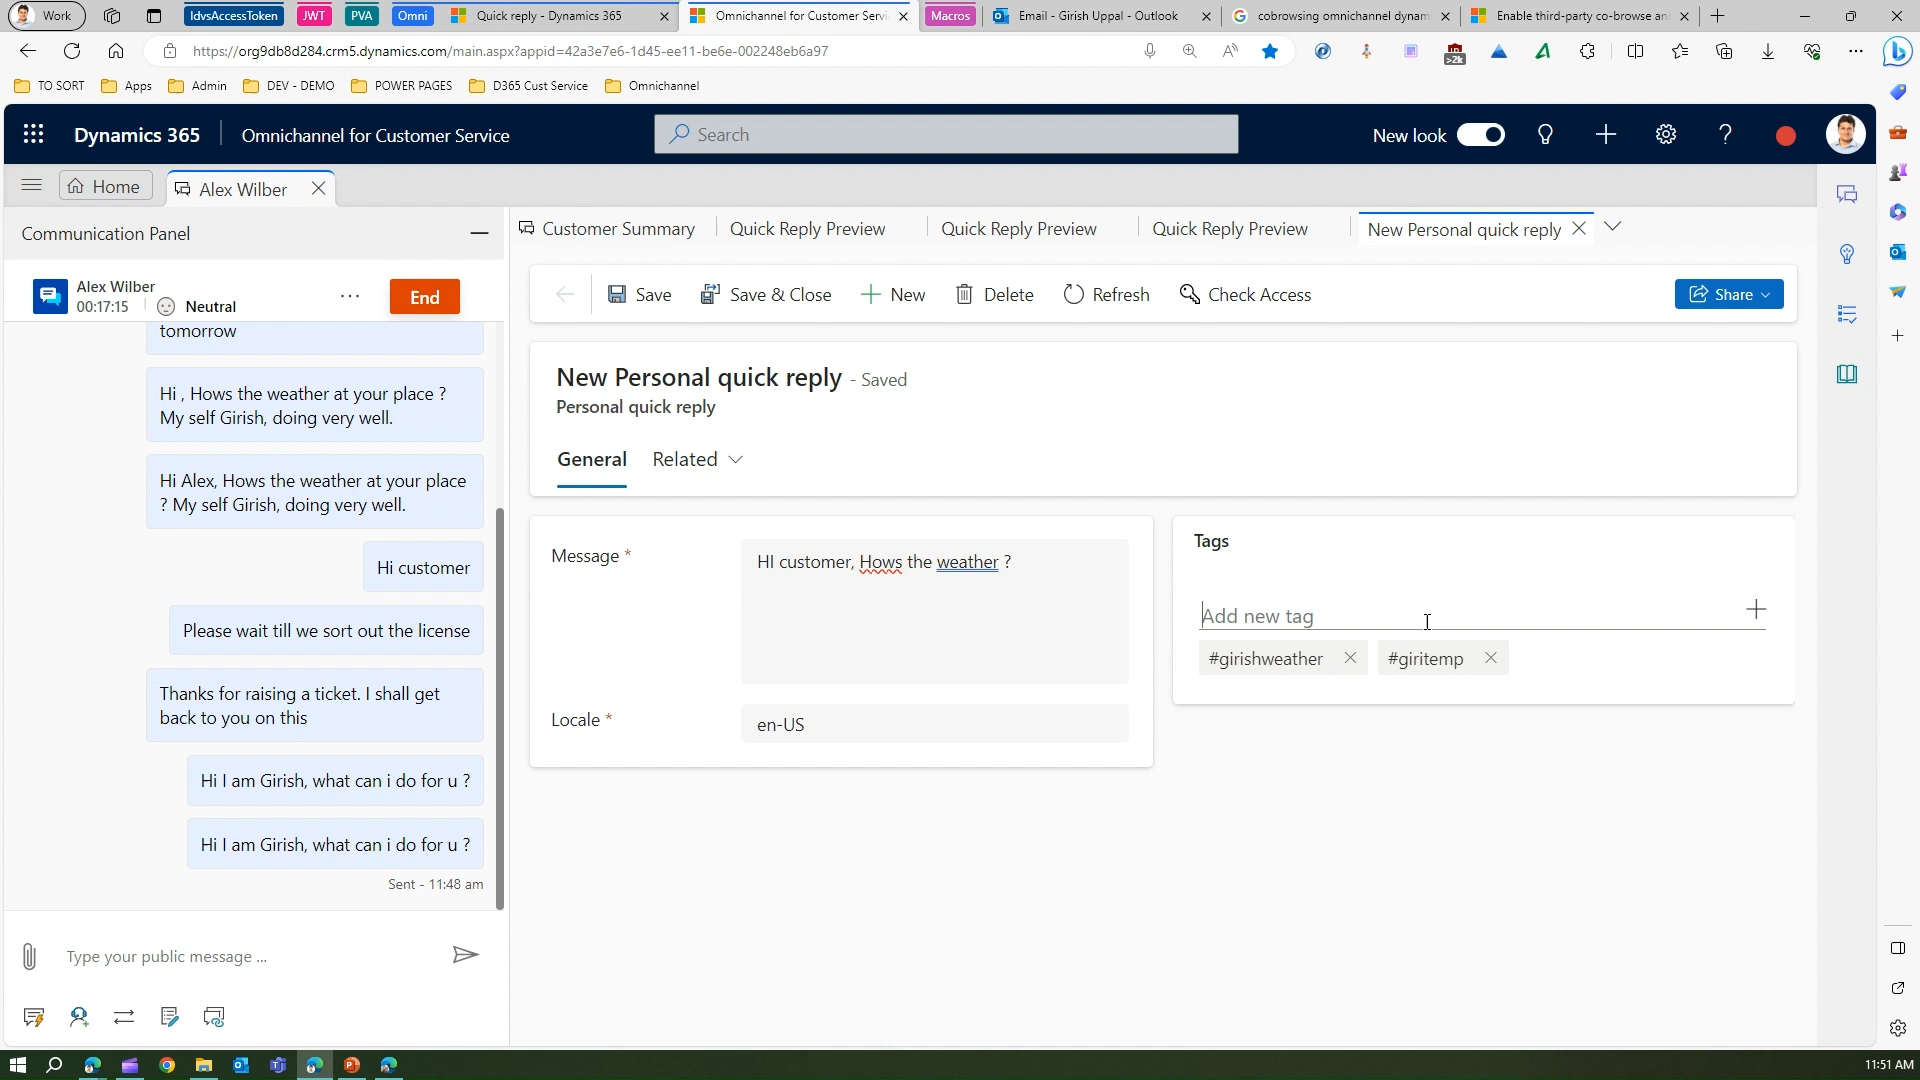 Work
IdvsAccessToken
JWT
PVA
Omni
Quick reply - Dynamics 365
Omnichannel for Customer Servi
Macros
Email - Girish Uppal - Outlook
cobrowsing omnichannel dynam
Enable third-party co-browse an
https://org9db8d284.crm5.dynamics.com/main.aspx?appid=42a3e7e6-1d45-ee11-be6e-002248eb6a97
>2k
TO SORT
Apps
Admin
DEV - DEMO
POWER PAGES
D365 Cust Service
Omnichannel
Dynamics 365
Omnichannel for Customer Service
Search
New look
Home
Alex Wilber
Communication Panel
Customer Summary
Quick Reply Preview
Quick Reply Preview
Quick Reply Preview
New Personal quick reply
Alex Wilber
00:17:15
Neutral
End
Save
Save & Close
New
Delete
Refresh
Check Access
Share
tomorrow
Hi , Hows the weather at your place ?
My self Girish, doing very well.
Hi Alex, Hows the weather at your place
? My self Girish, doing very well.
Hi customer
Please wait till we sort out the license
Thanks for raising a ticket. I shall get
back to you on this
Hi I am Girish, what can i do for u ?
Hi I am Girish, what can i do for u ?
Sent - 11:48 am
Type your public message ...
New Personal quick reply - Saved
Personal quick reply
General
Related
Message *
HI customer, Hows the weather ?
Locale *
en-US
Tags
Add new tag
#girishweather
#giritemp
11:51 AM